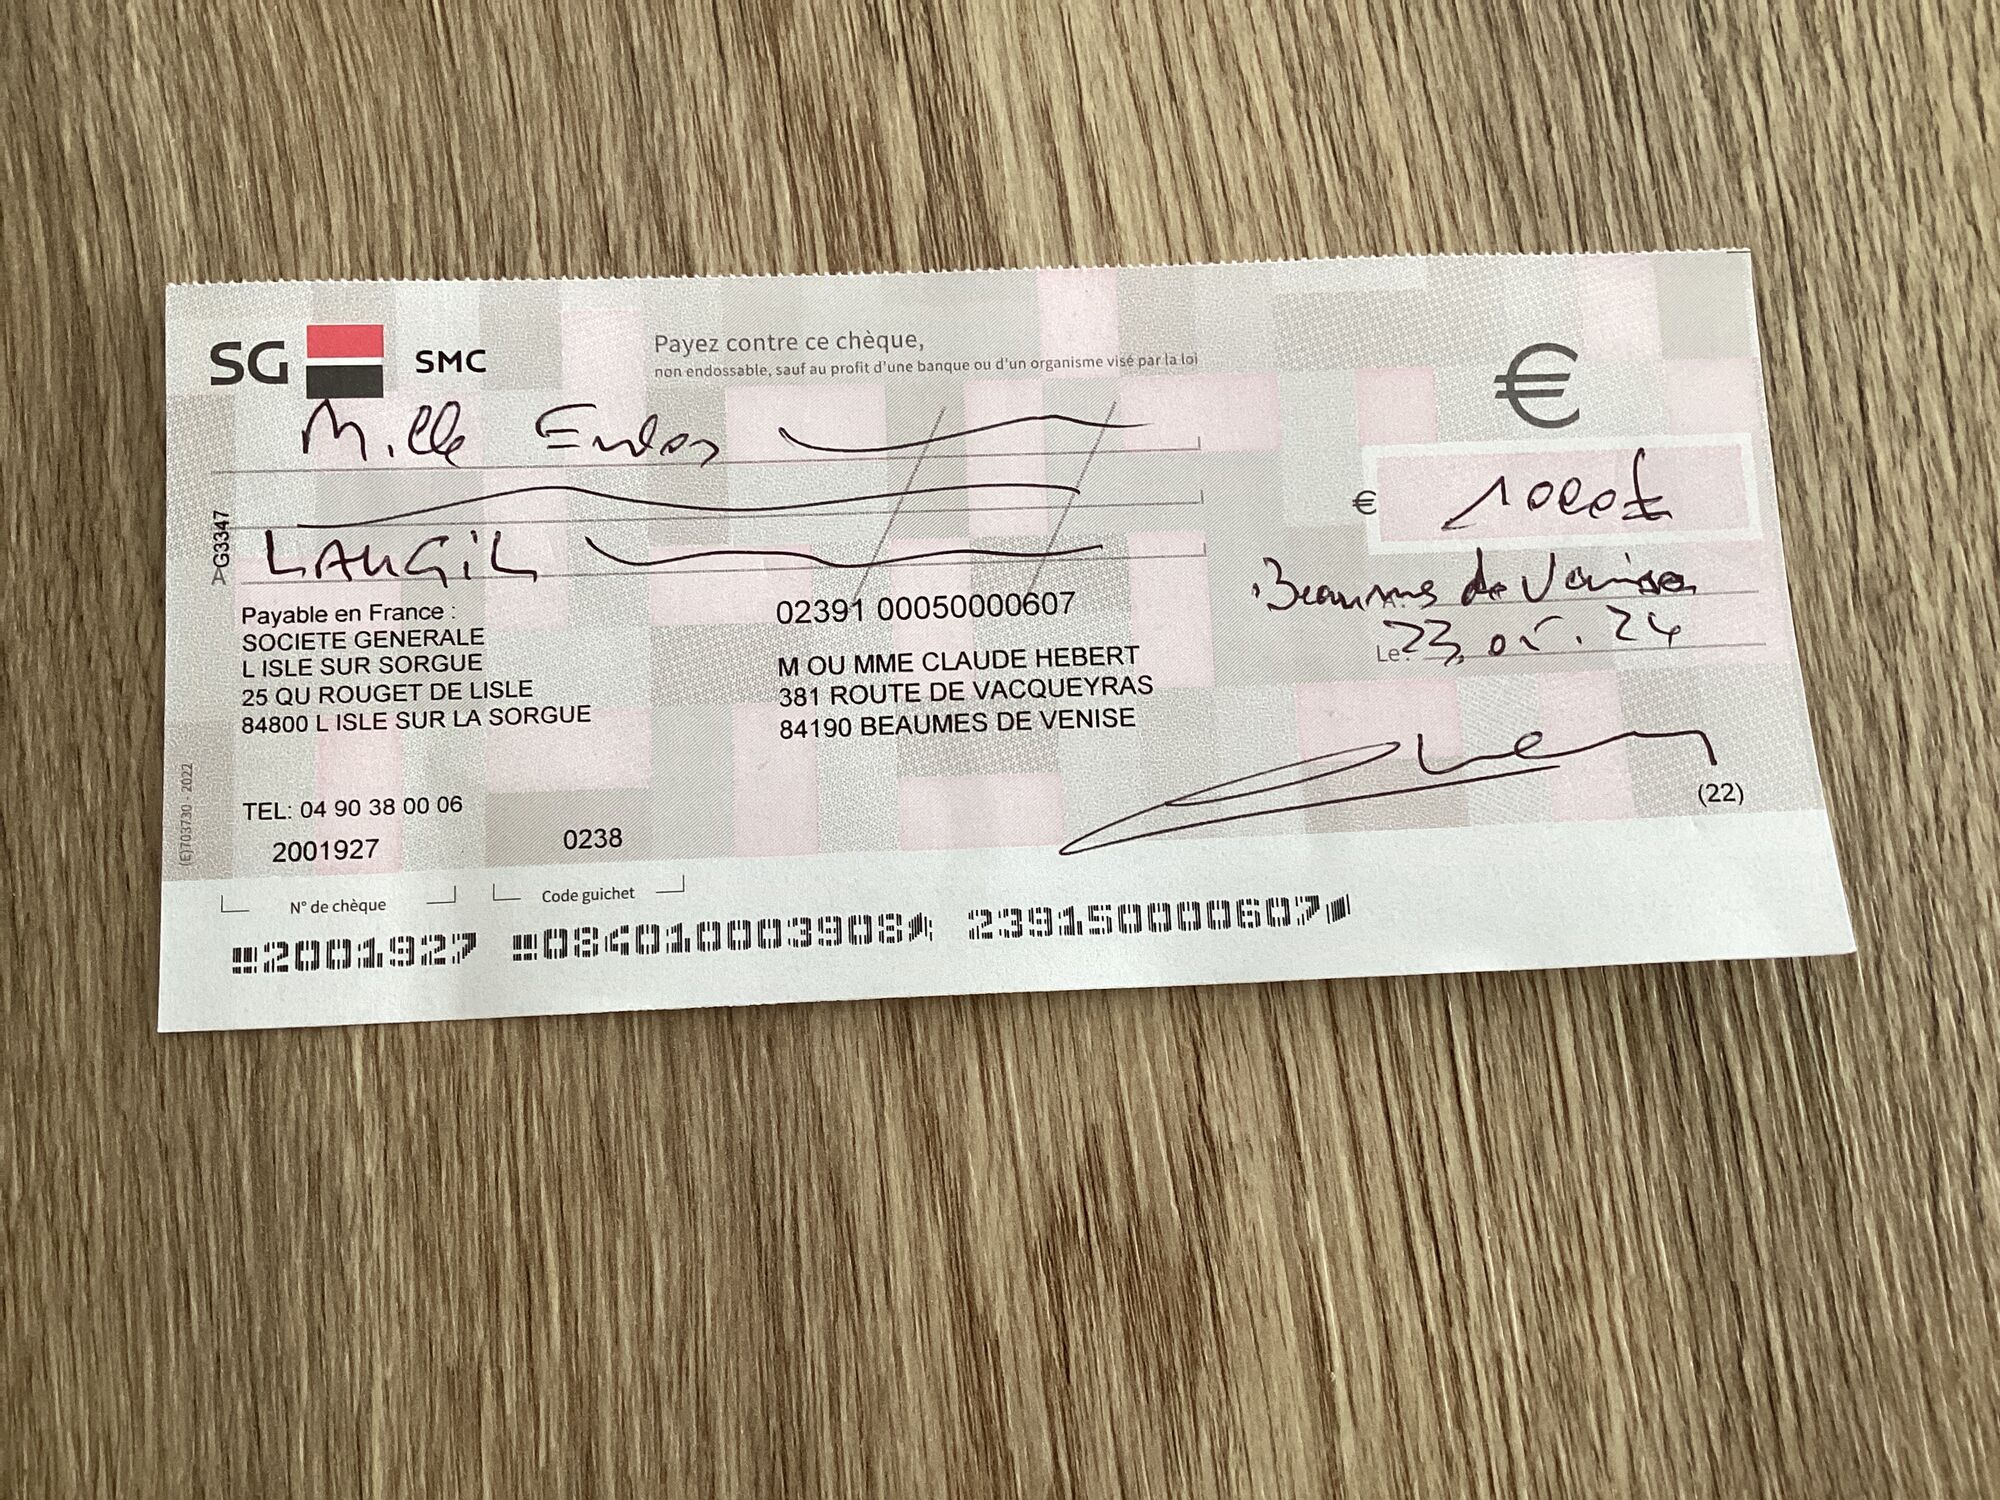 SG SMC
Payez contre ce chèque,
non endossable, sauf au profit d'une banque ou d'un organisme visé par la loi
€
Mille Euros
€ 1000€
LAUGIL
AG3347
Beaumes de Venise
Le 23.05.24
Payable en France :
SOCIETE GENERALE
L ISLE SUR SORGUE
25 QU ROUGET DE LISLE
84800 L ISLE SUR LA SORGUE
02391 00050000607
M OU MME CLAUDE HEBERT
381 ROUTE DE VACQUEYRAS
84190 BEAUMES DE VENISE
(22)
(E)703730 - 2022
TEL: 04 90 38 00 06
2001927 0238
N° de chèque Code guichet
2001927 084010003908 239150000607